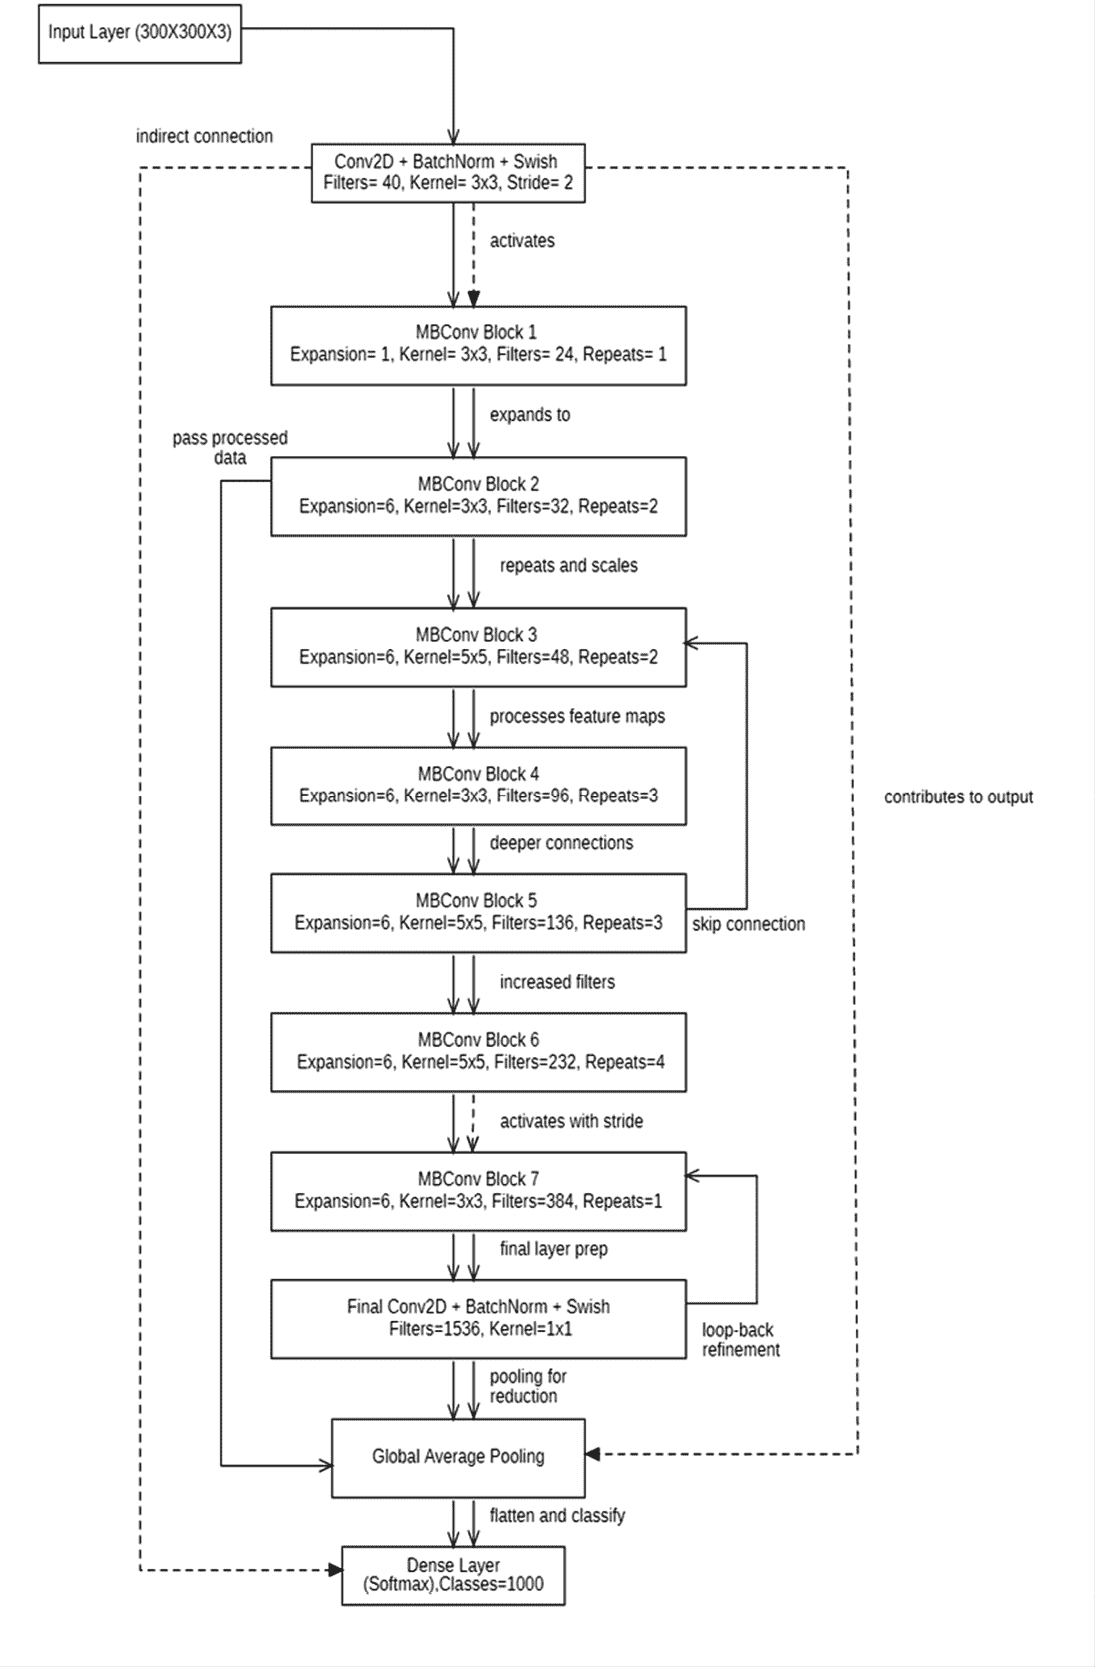 Input Layer (300X300X3)
indirect connection
Conv2D + BatchNorm + Swish
Filters= 40, Kernel= 3x3, Stride= 2
activates
MBConv Block 1
Expansion= 1, Kernel= 3x3, Filters= 24, Repeats= 1
expands to
pass processed
data
MBConv Block 2
Expansion=6, Kernel=3x3, Filters=32, Repeats=2
repeats and scales
MBConv Block 3
Expansion=6, Kernel=5x5, Filters=48, Repeats=2
processes feature maps
MBConv Block 4
Expansion=6, Kernel=3x3, Filters=96, Repeats=3
contributes to output
deeper connections
MBConv Block 5
Expansion=6, Kernel=5x5, Filters=136, Repeats=3
skip connection
increased filters
MBConv Block 6
Expansion=6, Kernel=5x5, Filters=232, Repeats=4
activates with stride
MBConv Block 7
Expansion=6, Kernel=3x3, Filters=384, Repeats=1
final layer prep
Final Conv2D + BatchNorm + Swish
Filters=1536, Kernel=1x1
loop-back
refinement
pooling for
reduction
Global Average Pooling
flatten and classify
Dense Layer
(Softmax),Classes=1000